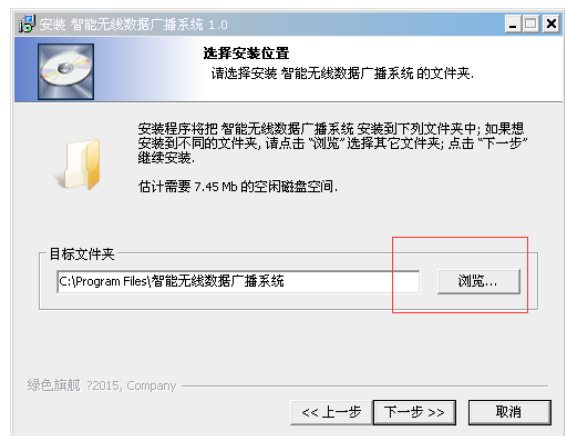 安装 智能无线数据广播系统 1.0
选择安装位置
请选择安装 智能无线数据广播系统 的文件夹.
安装程序将把 智能无线数据广播系统 安装到下列文件夹中; 如果想
安装到不同的文件夹, 请点击 “浏览” 选择其它文件夹; 点击 “下一步”
继续安装.
估计需要 7.45 Mb 的空闲磁盘空间.
目标文件夹
C:\Program Files\智能无线数据广播系统
浏览...
绿色旗舰 ?2015, Company
<< 上一步 下一步 >> 取消